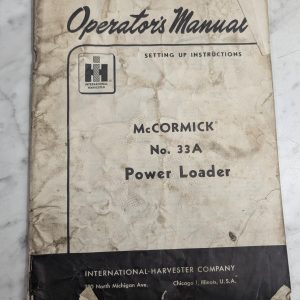 Operator's Manual
SETTING UP INSTRUCTIONS
IH
INTERNATIONAL
HARVESTER
McCORMICK
No. 33A
Power Loader
INTERNATIONAL HARVESTER COMPANY
North Michigan Ave. Chicago 1, Illinois, U.S.A.